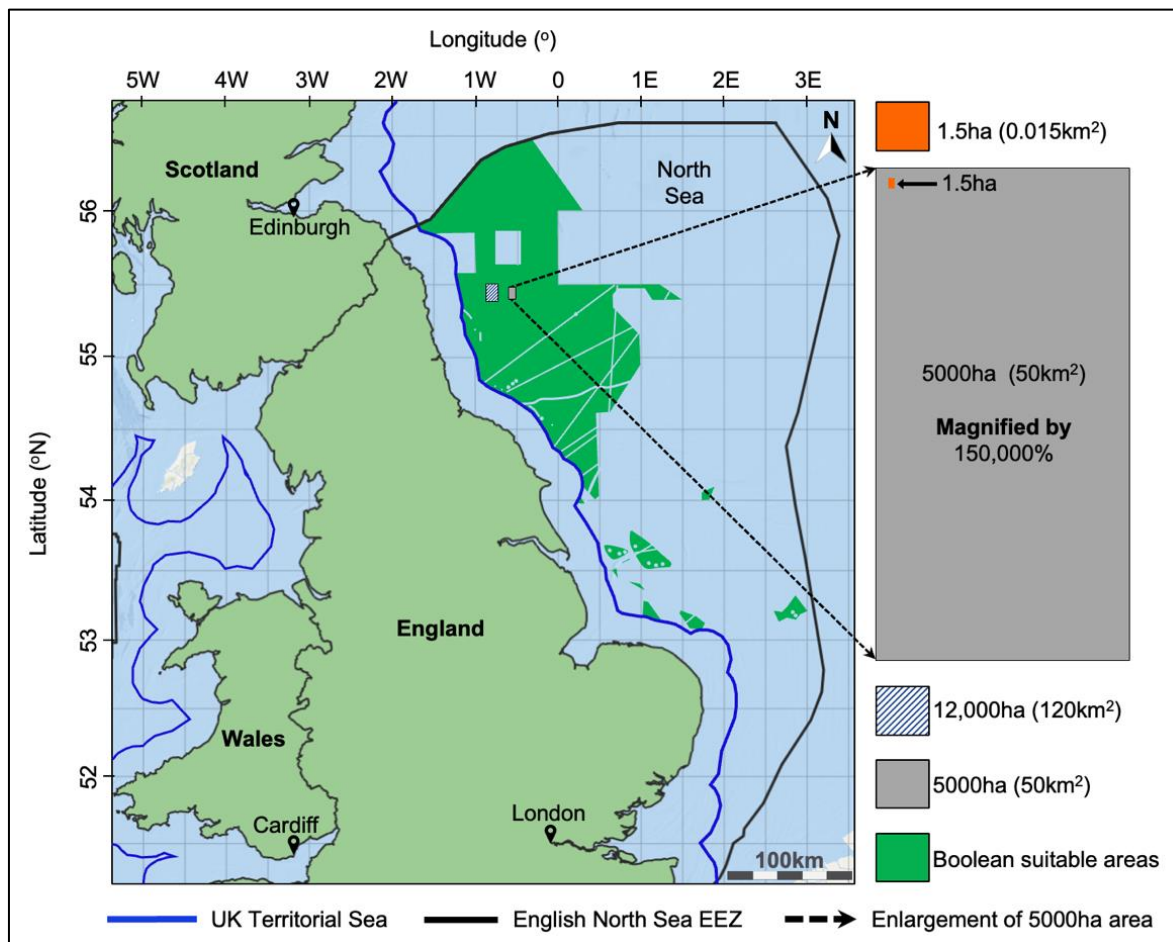 Longitude (º)
5W 4W 3W 2W 1W 0 1E 2E 3E
Scotland
Edinburgh
North
Sea
N
1.5ha (0.015km²)
1.5ha
Latitude (ºN)
56
55
54
53
52
5000ha (50km²)
Magnified by
150,000%
England
Wales
Cardiff
London
100km
12,000ha (120km²)
5000ha (50km²)
Boolean suitable areas
UK Territorial Sea
English North Sea EEZ
Enlargement of 5000ha area